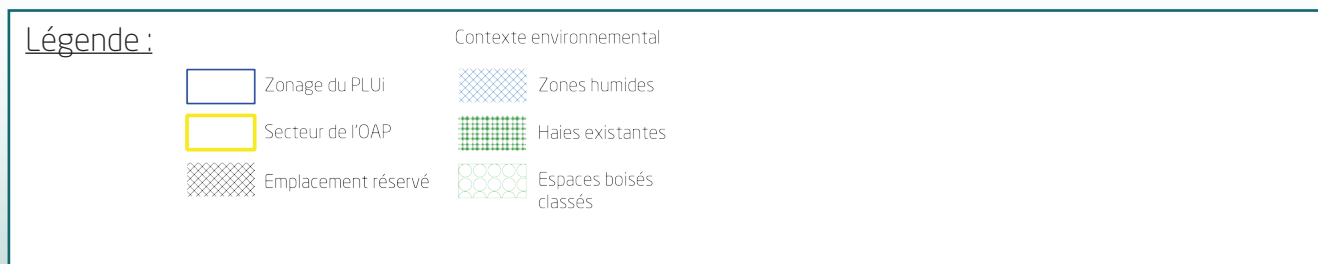 Légende :
Zonage du PLUi
Secteur de l'OAP
Emplacement réservé
Contexte environnemental
Zones humides
Haies existantes
Espaces boisés
classés